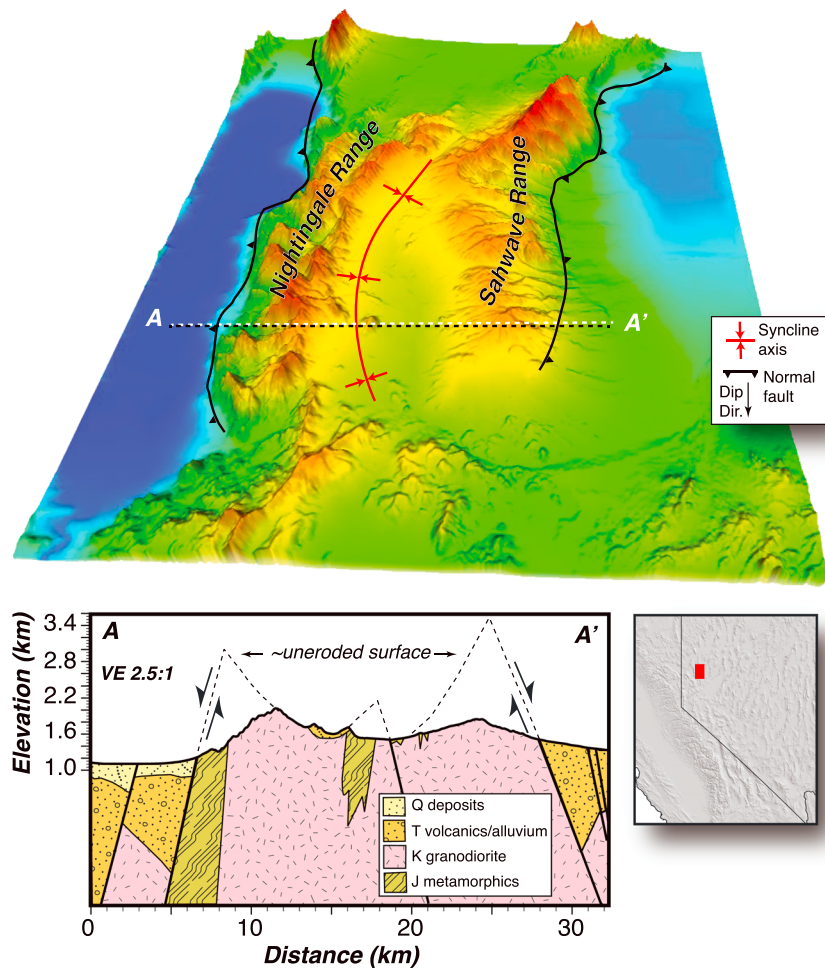 Nightingale Range
Sahwave Range
A
A'
Syncline
axis
Normal
fault
Dip
Dir.
Elevation (km)
3.4
2.8
2.2
1.6
1.0
A
A'
VE 2.5:1
~uneroded surface
Q deposits
T volcanics/alluvium
K granodiorite
J metamorphics
0
10
20
30
Distance (km)